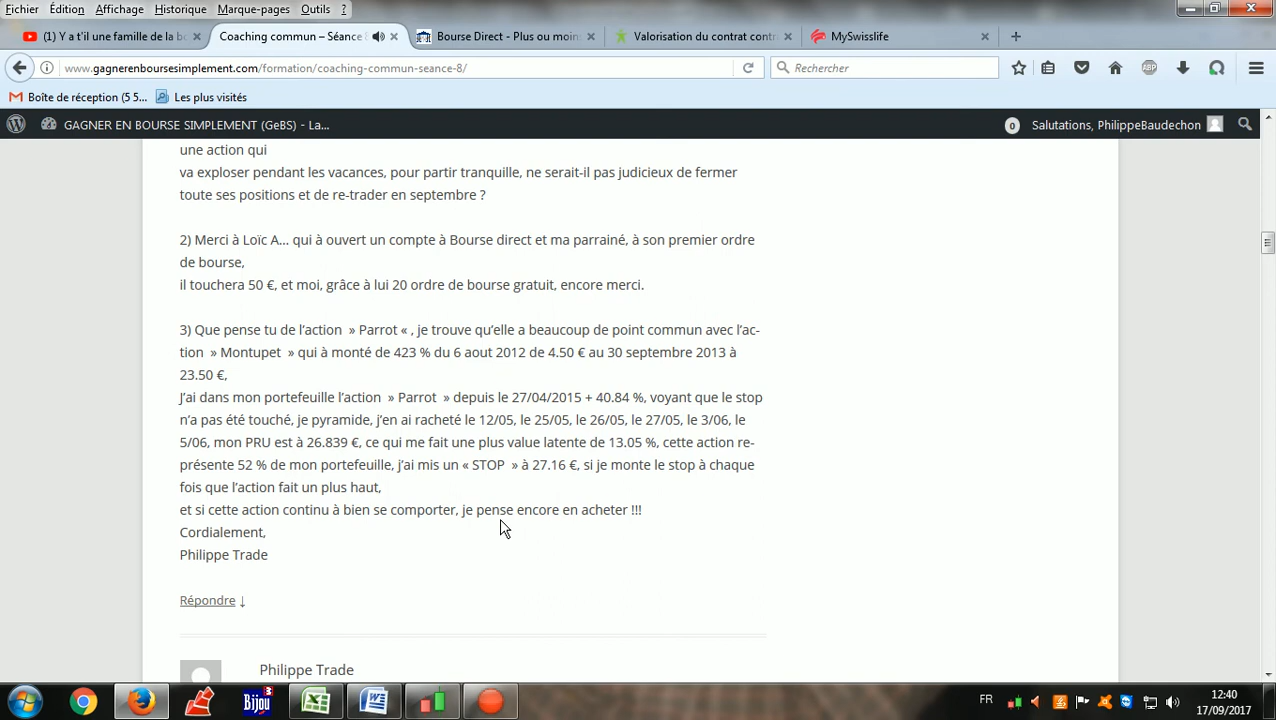 Fichier Édition Affichage Historique Marque-pages Outils ?
(1) Y a t'il une famille de la bo
Coaching commun – Séance 8
Bourse Direct - Plus ou moin
Valorisation du contrat cont
MySwisslife
www.gagnerenboursesimplement.com/formation/coaching-commun-seance-8/
Rechercher
ABP
Boîte de réception (5 5...
Les plus visités
GAGNER EN BOURSE SIMPLEMENT (GeBS) - La...
0
Salutations, PhilippeBaudechon
une action qui
va exploser pendant les vacances, pour partir tranquille, ne serait-il pas judicieux de fermer
toute ses positions et de re-trader en septembre ?
2) Merci à Loïc A... qui à ouvert un compte à Bourse direct et ma parrainé, à son premier ordre
de bourse,
il touchera 50 €, et moi, grâce à lui 20 ordre de bourse gratuit, encore merci.
3) Que pense tu de l'action » Parrot « , je trouve qu'elle a beaucoup de point commun avec l'ac-
tion » Montupet » qui à monté de 423 % du 6 aout 2012 de 4.50 € au 30 septembre 2013 à
23.50 €,
J'ai dans mon portefeuille l'action » Parrot » depuis le 27/04/2015 + 40.84 %, voyant que le stop
n'a pas été touché, je pyramide, j'en ai racheté le 12/05, le 25/05, le 26/05, le 27/05, le 3/06, le
5/06, mon PRU est à 26.839 €, ce qui me fait une plus value latente de 13.05 %, cette action re-
présente 52 % de mon portefeuille, j'ai mis un « STOP » à 27.16 €, si je monte le stop à chaque
fois que l'action fait un plus haut,
et si cette action continu à bien se comporter, je pense encore en acheter !!!
Cordialement,
Philippe Trade
Répondre ↓
Philippe Trade
Bijou 3
FR
12:40
17/09/2017